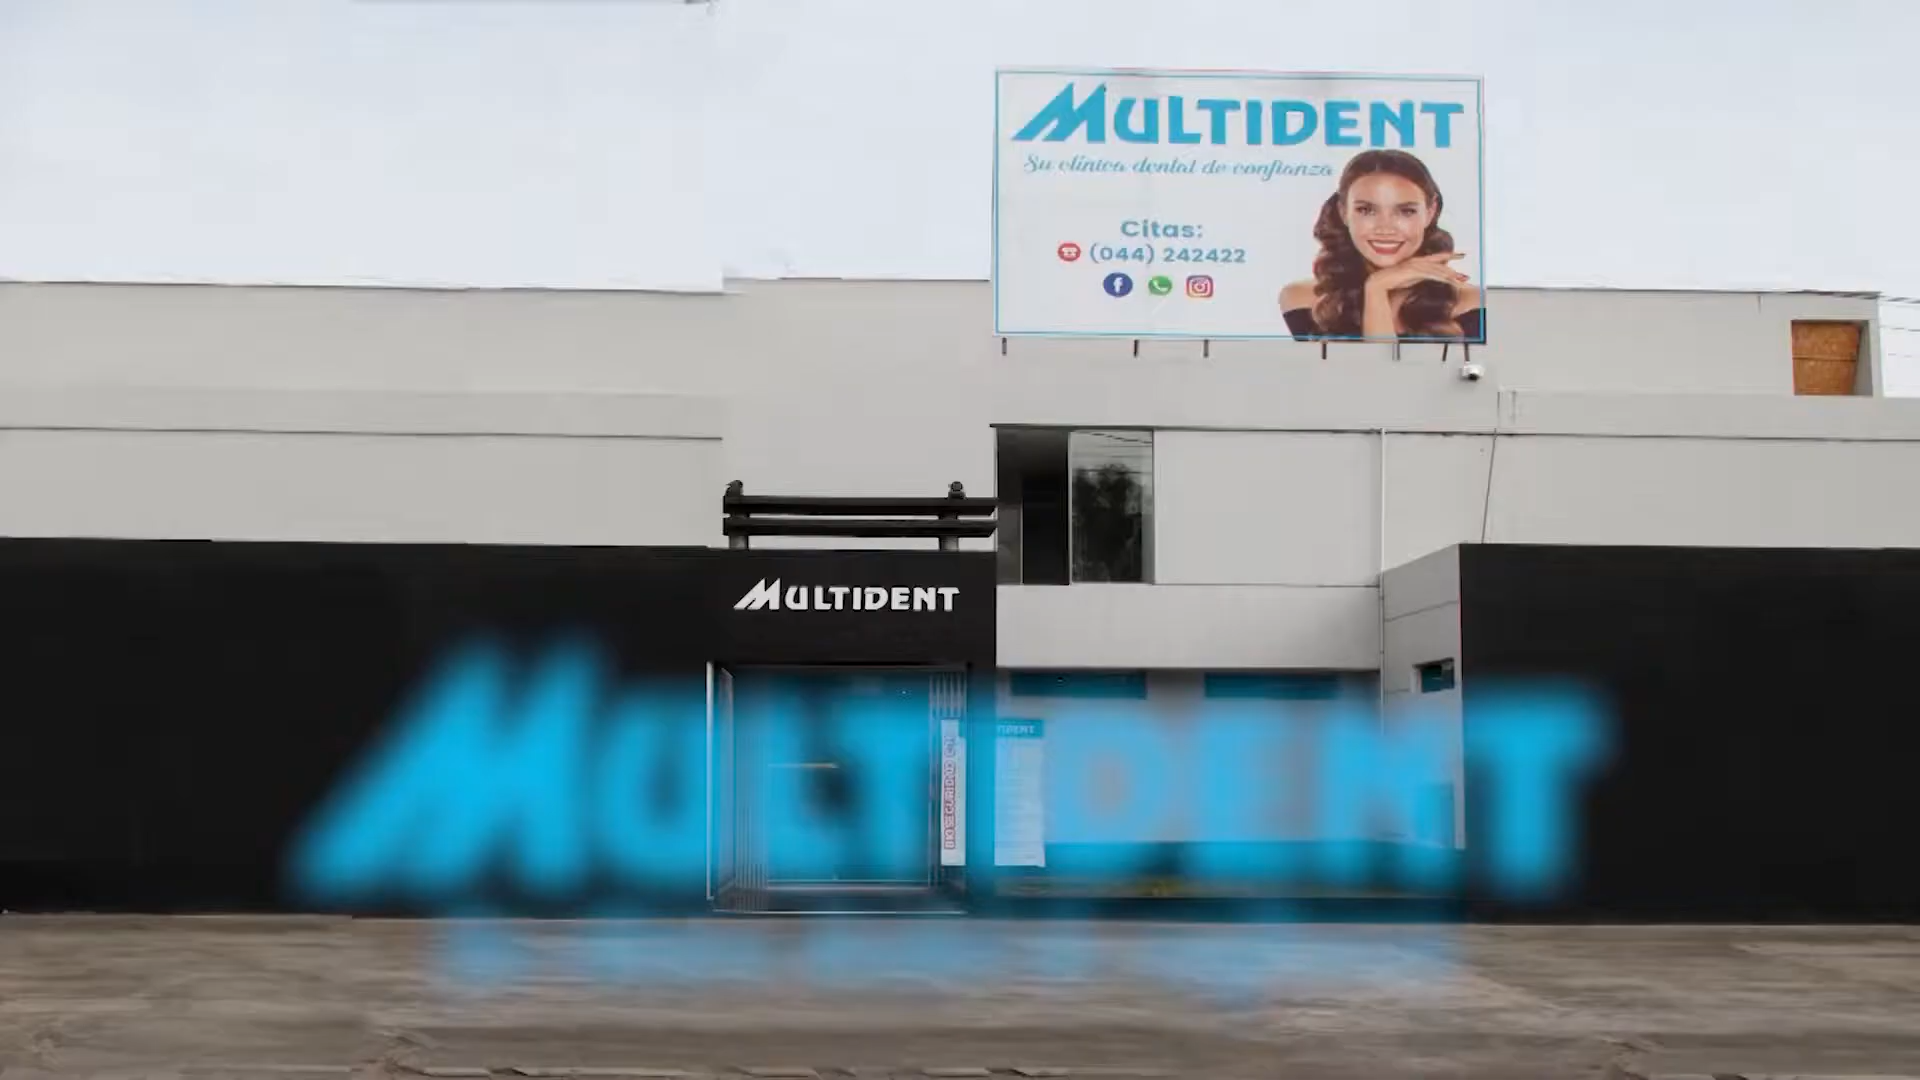 MULTIDENT
Su clínica dental de confianza
Citas:
(044) 242422
MULTIDENT
MULTIDENT